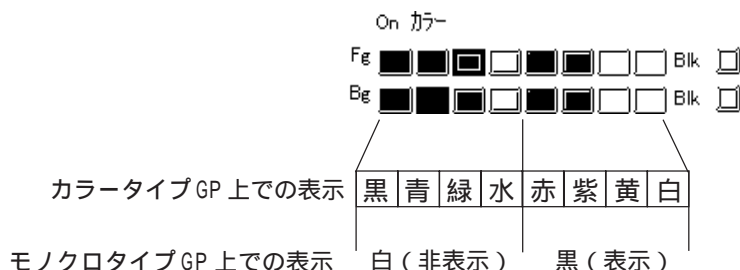 On カラー
Fg Blk
Bg Blk
カラータイプGP上での表示 黒 青 緑 水 赤 紫 黄 白
モノクロタイプGP上での表示 白(非表示) 黒(表示)